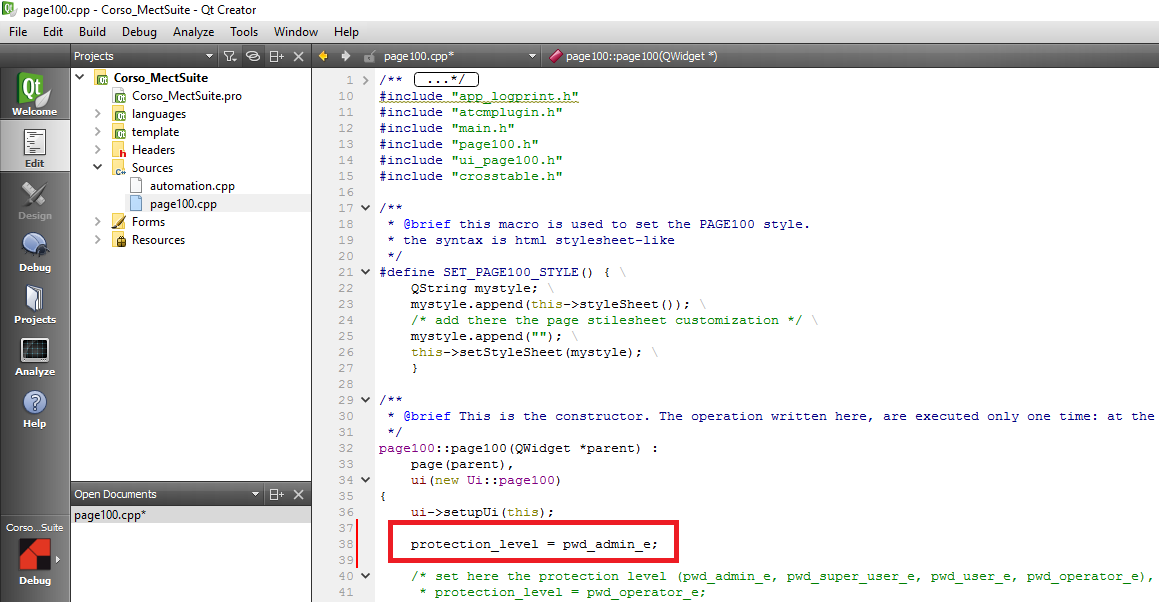 page100.cpp - Corso_MectSuite - Qt Creator
File Edit Build Debug Analyze Tools Window Help
Projects
page100.cpp* page100::page100(QWidget *)
Qt
Welcome
Edit
Design
Debug
Projects
Analyze
Help
Corso...Suite
Debug
Corso_MectSuite
Corso_MectSuite.pro
languages
template
Headers
Sources
automation.cpp
page100.cpp
Forms
Resources
Open Documents
page100.cpp*
1 /** ...*/
10 #include "app_logprint.h"
11 #include "atcmplugin.h"
12 #include "main.h"
13 #include "page100.h"
14 #include "ui_page100.h"
15 #include "crosstable.h"
16
17 /**
18 * @brief this macro is used to set the PAGE100 style.
19 * the syntax is html stylesheet-like
20 */
21 #define SET_PAGE100_STYLE() { \
22 QString mystyle; \
23 mystyle.append(this->styleSheet()); \
24 /* add there the page stilesheet customization */ \
25 mystyle.append(""); \
26 this->setStyleSheet(mystyle); \
27 }
28
29 /**
30 * @brief This is the constructor. The operation written here, are executed only one time: at the
31 */
32 page100::page100(QWidget *parent) :
33 page(parent),
34 ui(new Ui::page100)
35 {
36 ui->setupUi(this);
37
38 protection_level = pwd_admin_e;
39
40 /* set here the protection level (pwd_admin_e, pwd_super_user_e, pwd_user_e, pwd_operator_e),
41 * protection_level = pwd_operator_e;